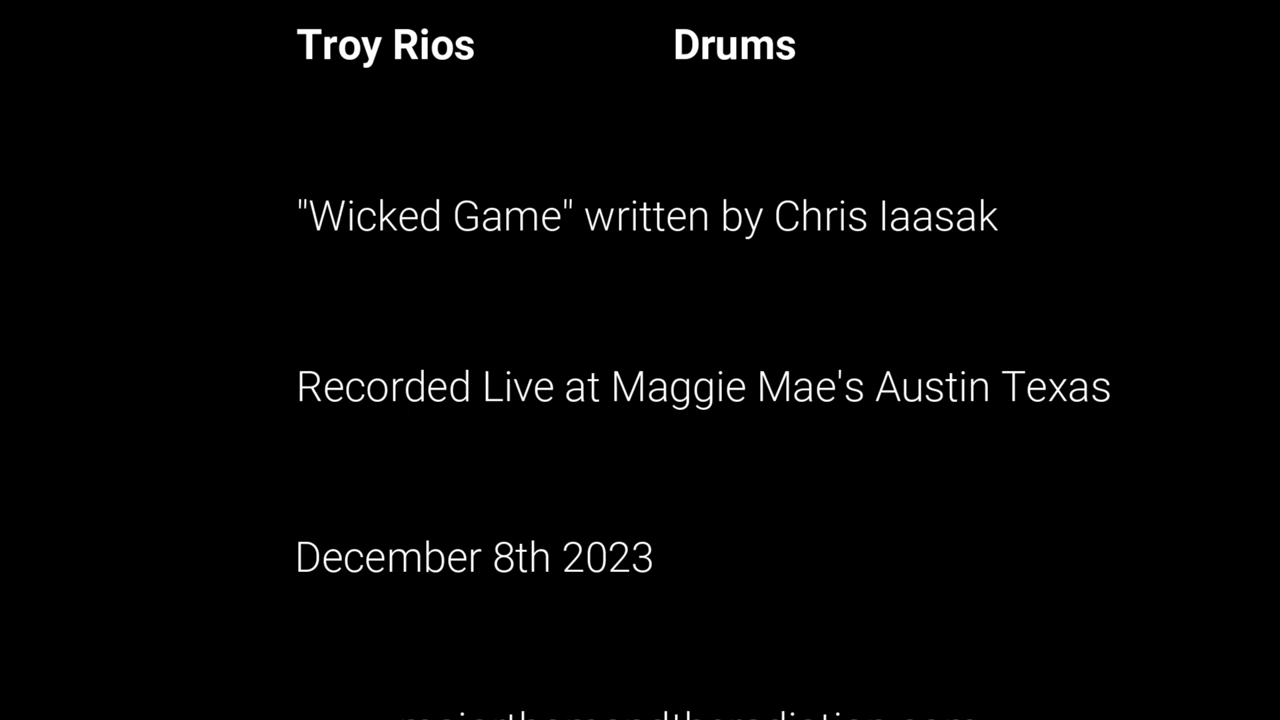 Troy Rios Drums
"Wicked Game" written by Chris Iaasak
Recorded Live at Maggie Mae's Austin Texas
December 8th 2023